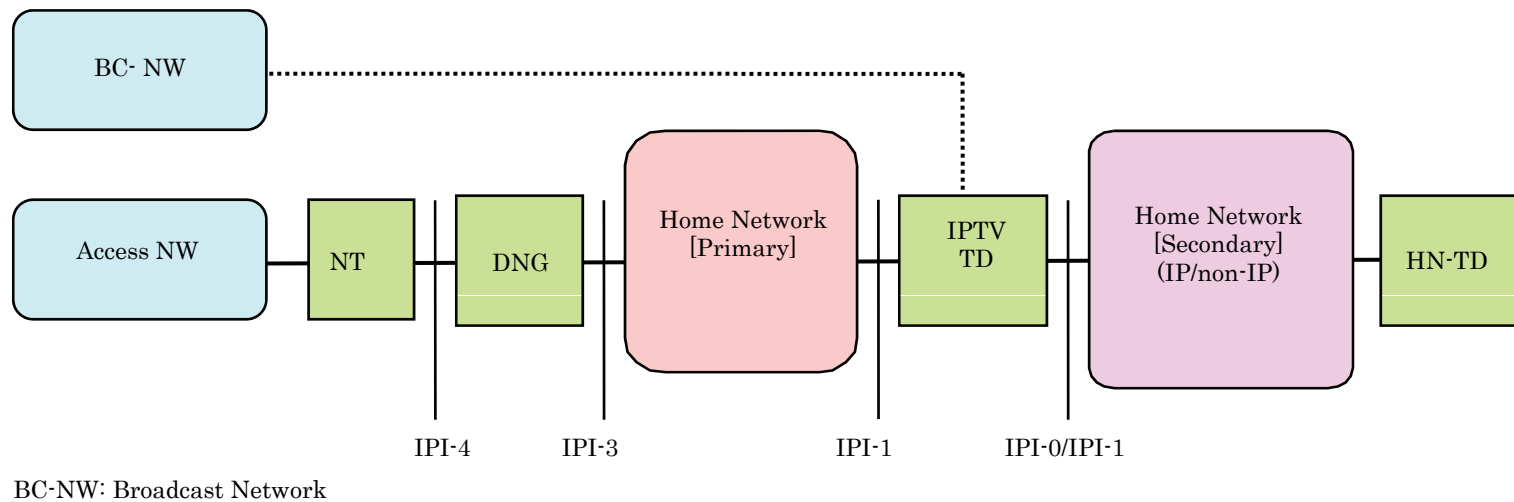 BC- NW
Access NW
NT
DNG
Home Network
[Primary]
IPTV
TD
Home Network
[Secondary]
(IP/non-IP)
HN-TD
IPI-4
IPI-3
IPI-1
IPI-0/IPI-1
BC-NW: Broadcast Network